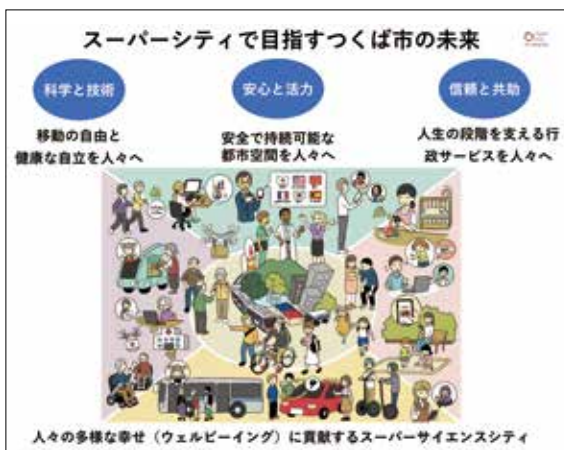 スーパーシティで目指すつくば市の未来
科学と技術
安心と活力
信頼と共助
移動の自由と
健康な自立を人々へ
安全で持続可能な
都市空間を人々へ
人生の段階を支える行
政サービスを人々へ
人々の多様な幸せ（ウェルビーイング）に貢献するスーパーサイエンスシティ